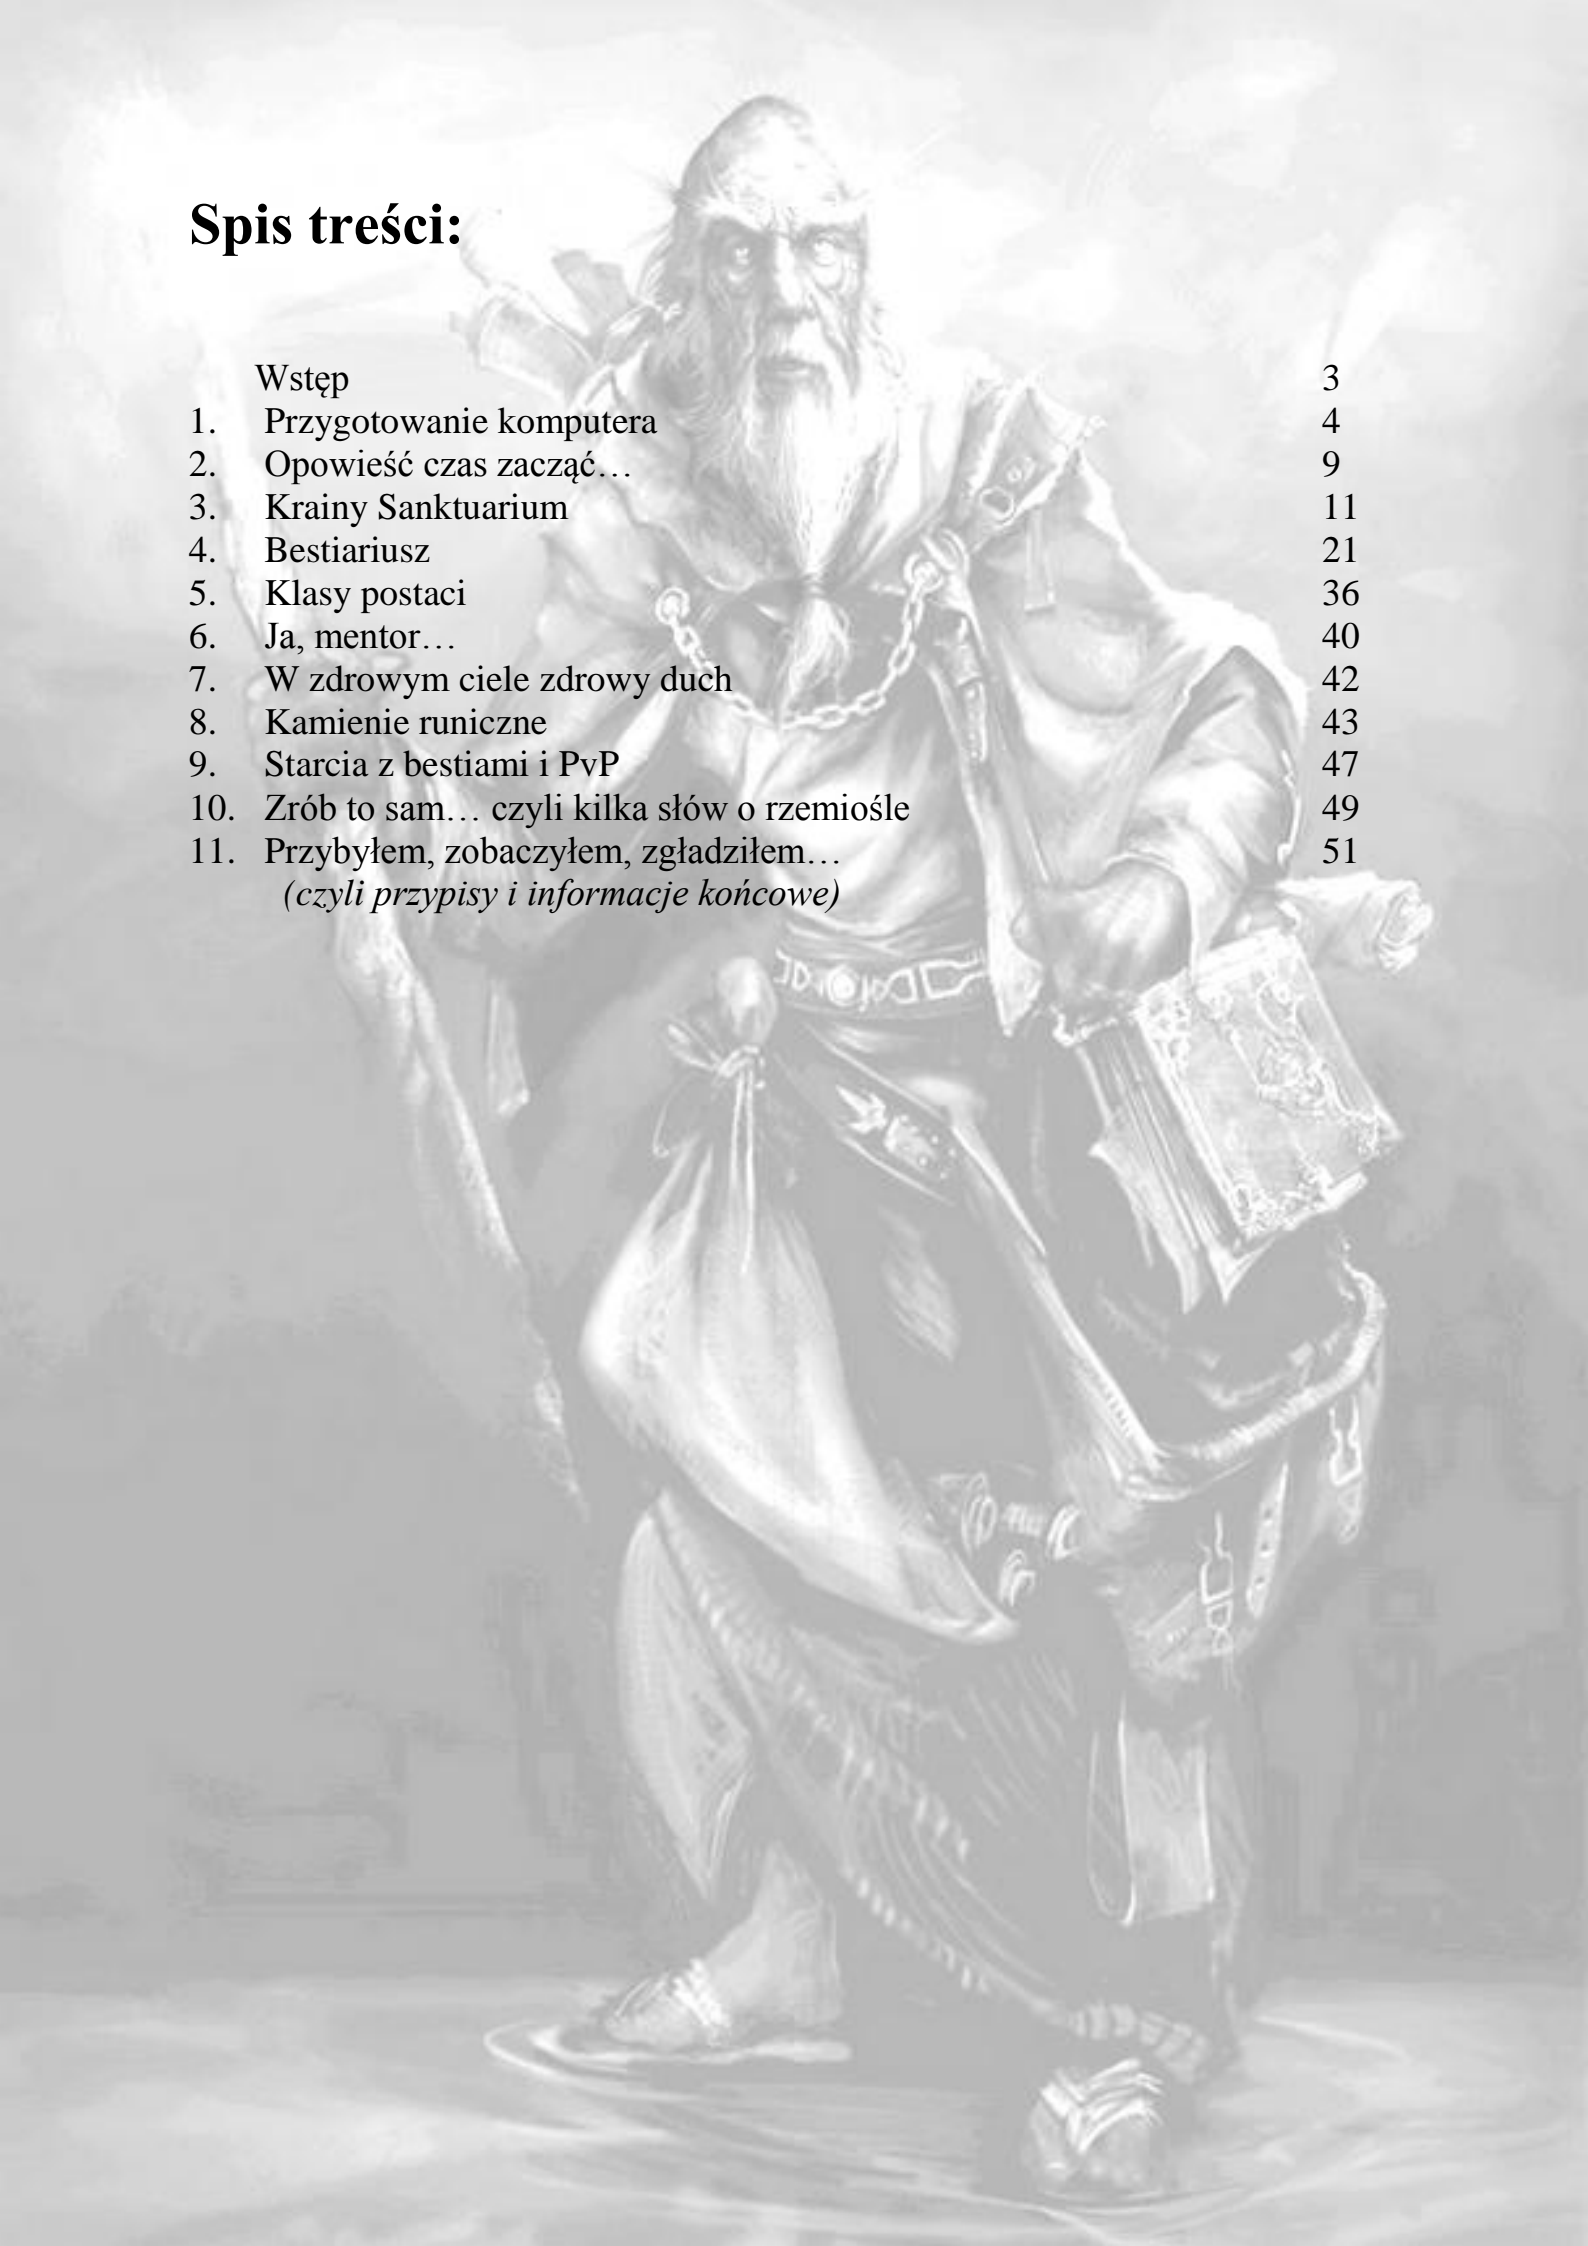 Spis treści:
Wstęp 3
1. Przygotowanie komputera 4
2. Opowieść czas zacząć… 9
3. Krainy Sanktuarium 11
4. Bestiariusz 21
5. Klasy postaci 36
6. Ja, mentor… 40
7. W zdrowym ciele zdrowy duch 42
8. Kamienie runiczne 43
9. Starcia z bestiami i PvP 47
10. Zrób to sam… czyli kilka słów o rzemiośle 49
11. Przybyłem, zobaczyłem, zgładziłem… 51
(czyli przypisy i informacje końcowe)